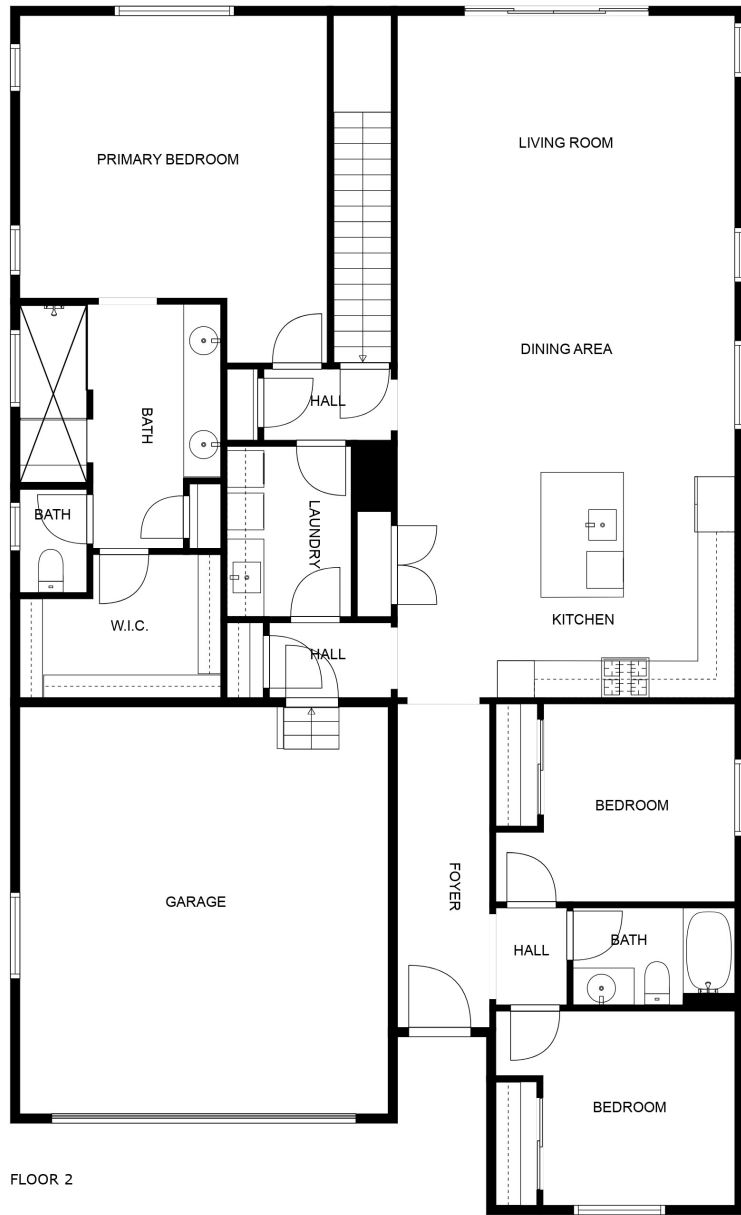 LIVING ROOM
PRIMARY BEDROOM
DINING AREA
HALL
BATH
BATH
LAUNDRY
KITCHEN
W.I.C.
HALL
BEDROOM
FOYER
GARAGE
BATH
HALL
BEDROOM
FLOOR 2